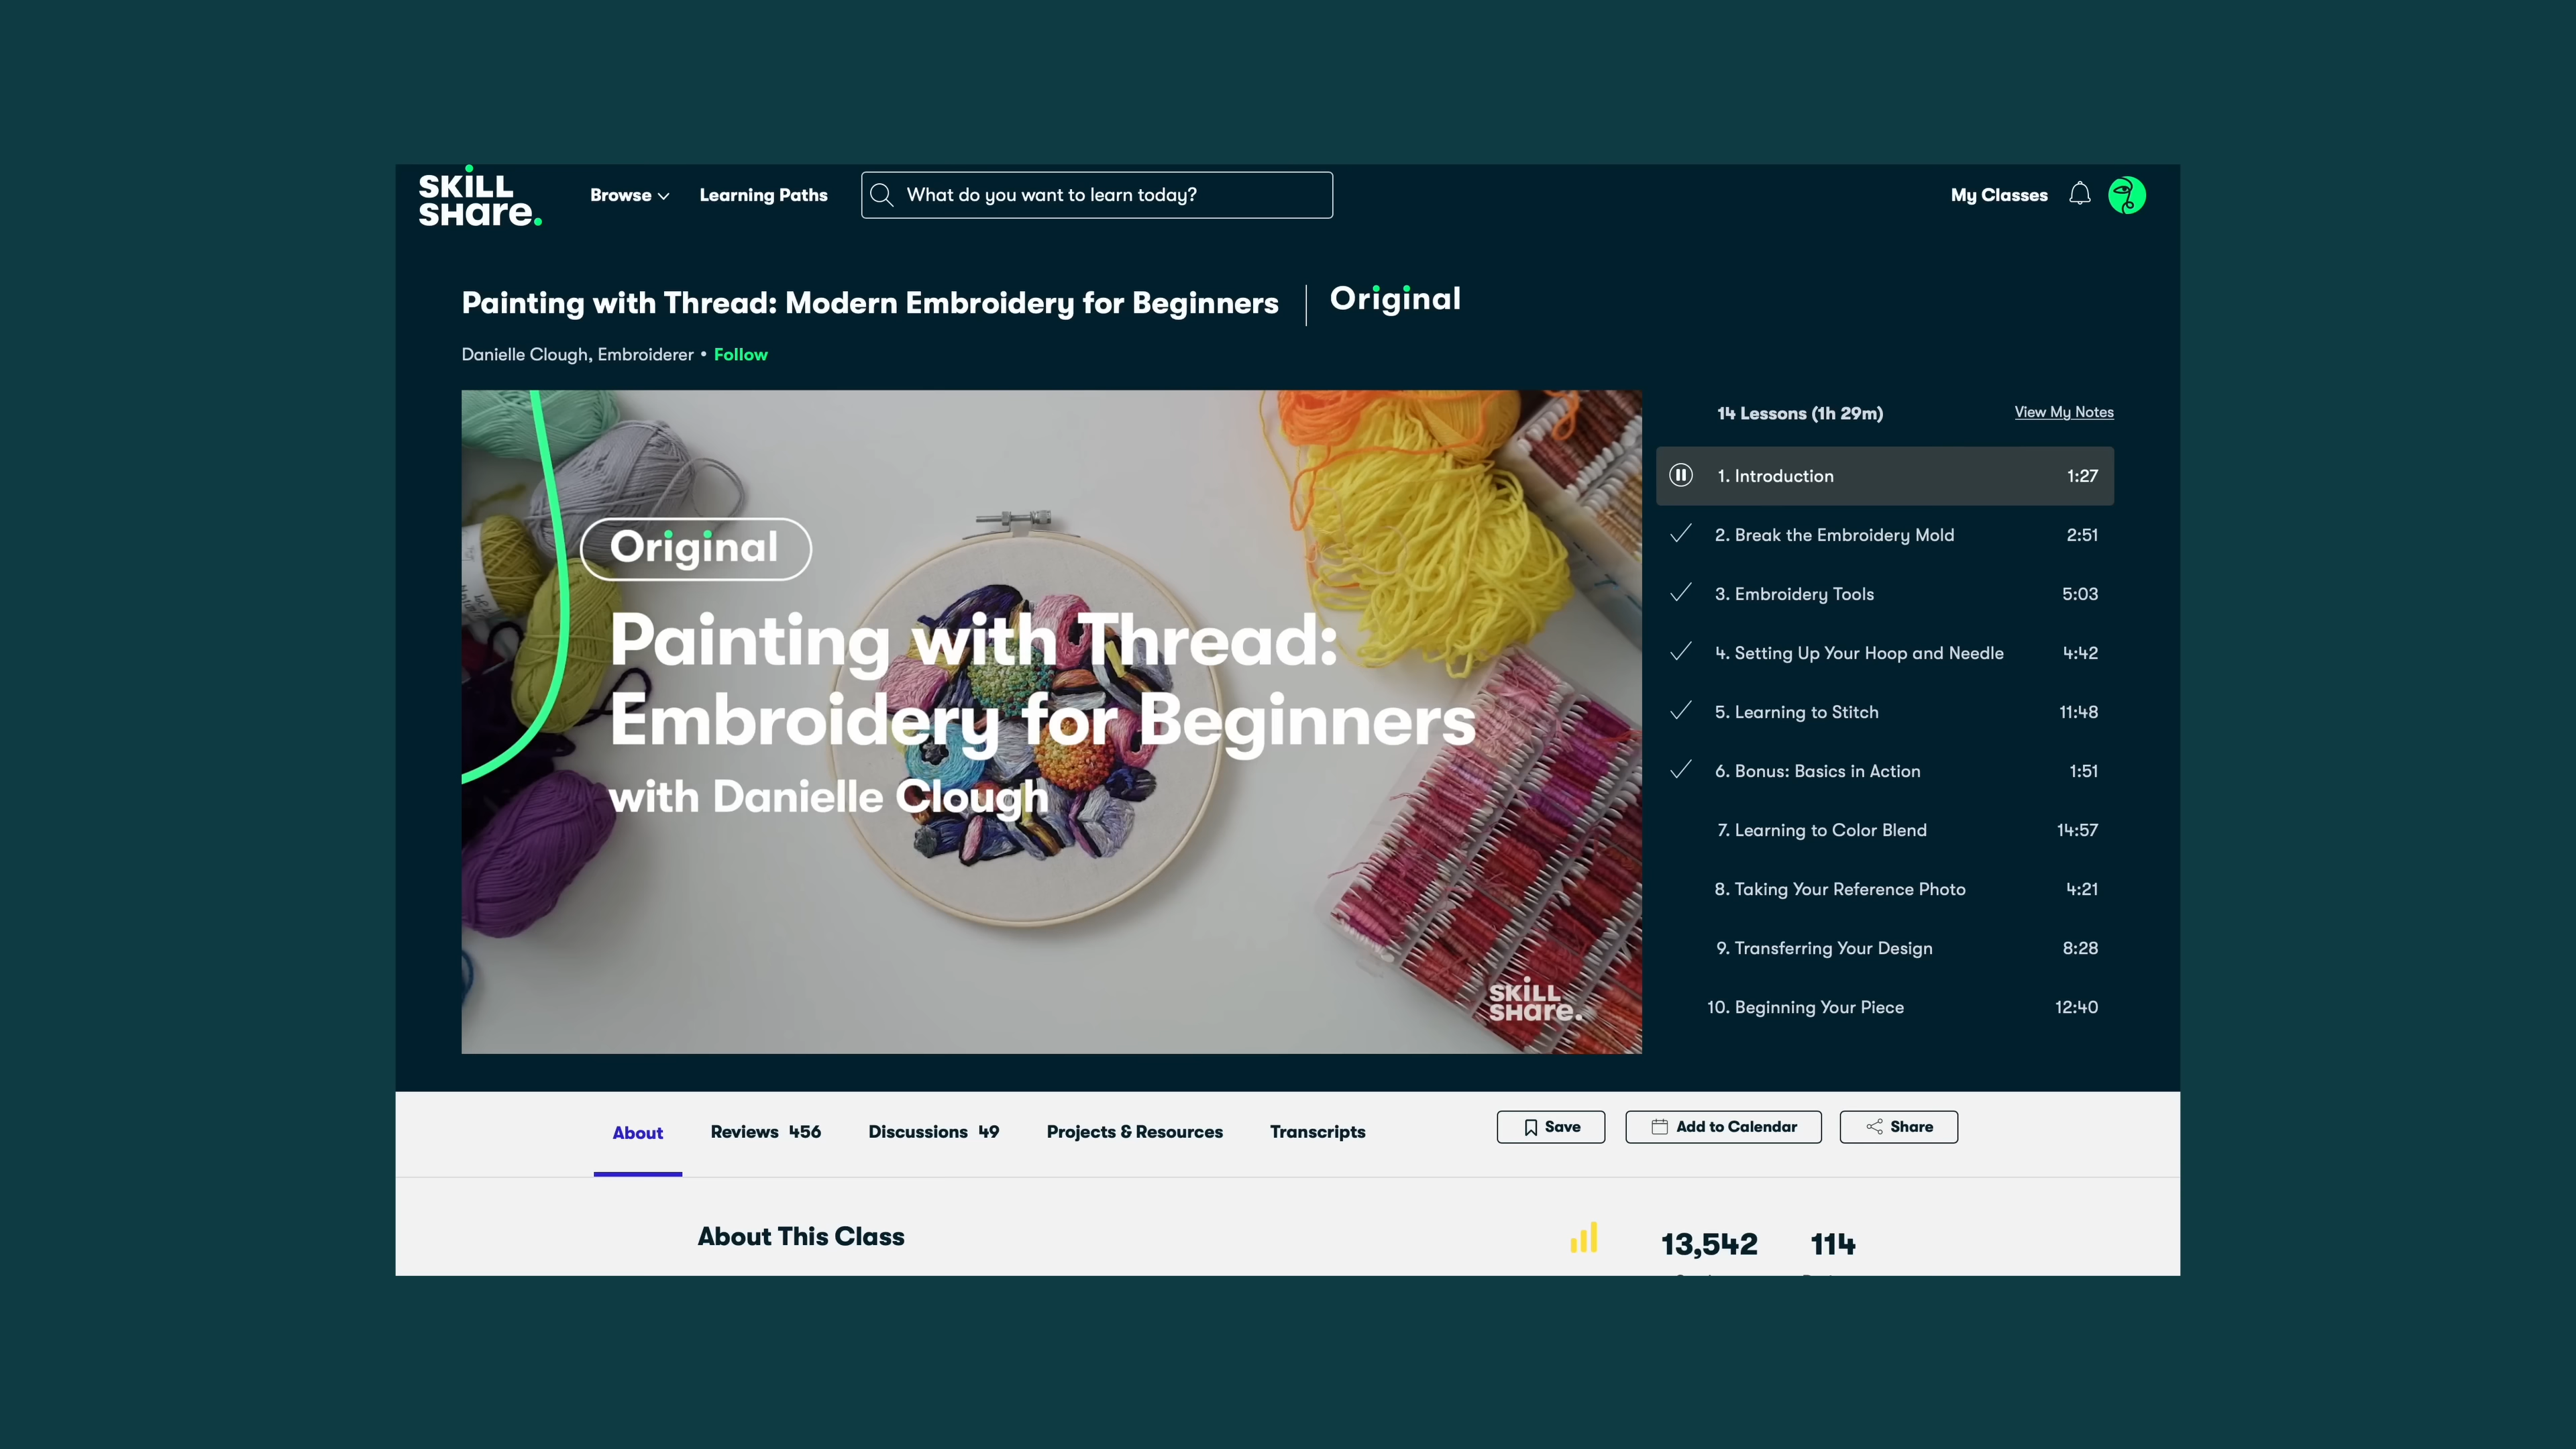 SKILL
SHare.
Browse
Learning Paths
What do you want to learn today?
My Classes
Painting with Thread: Modern Embroidery for Beginners
Original
Danielle Clough, Embroiderer • Follow
Original
Painting with Thread:
Embroidery for Beginners
with Danielle Clough
SKILL
SHare.
14 Lessons (1h 29m)
View My Notes
1. Introduction 1:27
2. Break the Embroidery Mold 2:51
3. Embroidery Tools 5:03
4. Setting Up Your Hoop and Needle 4:42
5. Learning to Stitch 11:48
6. Bonus: Basics in Action 1:51
7. Learning to Color Blend 14:57
8. Taking Your Reference Photo 4:21
9. Transferring Your Design 8:28
10. Beginning Your Piece 12:40
About
Reviews 456
Discussions 49
Projects & Resources
Transcripts
Save
Add to Calendar
Share
About This Class
13,542
114